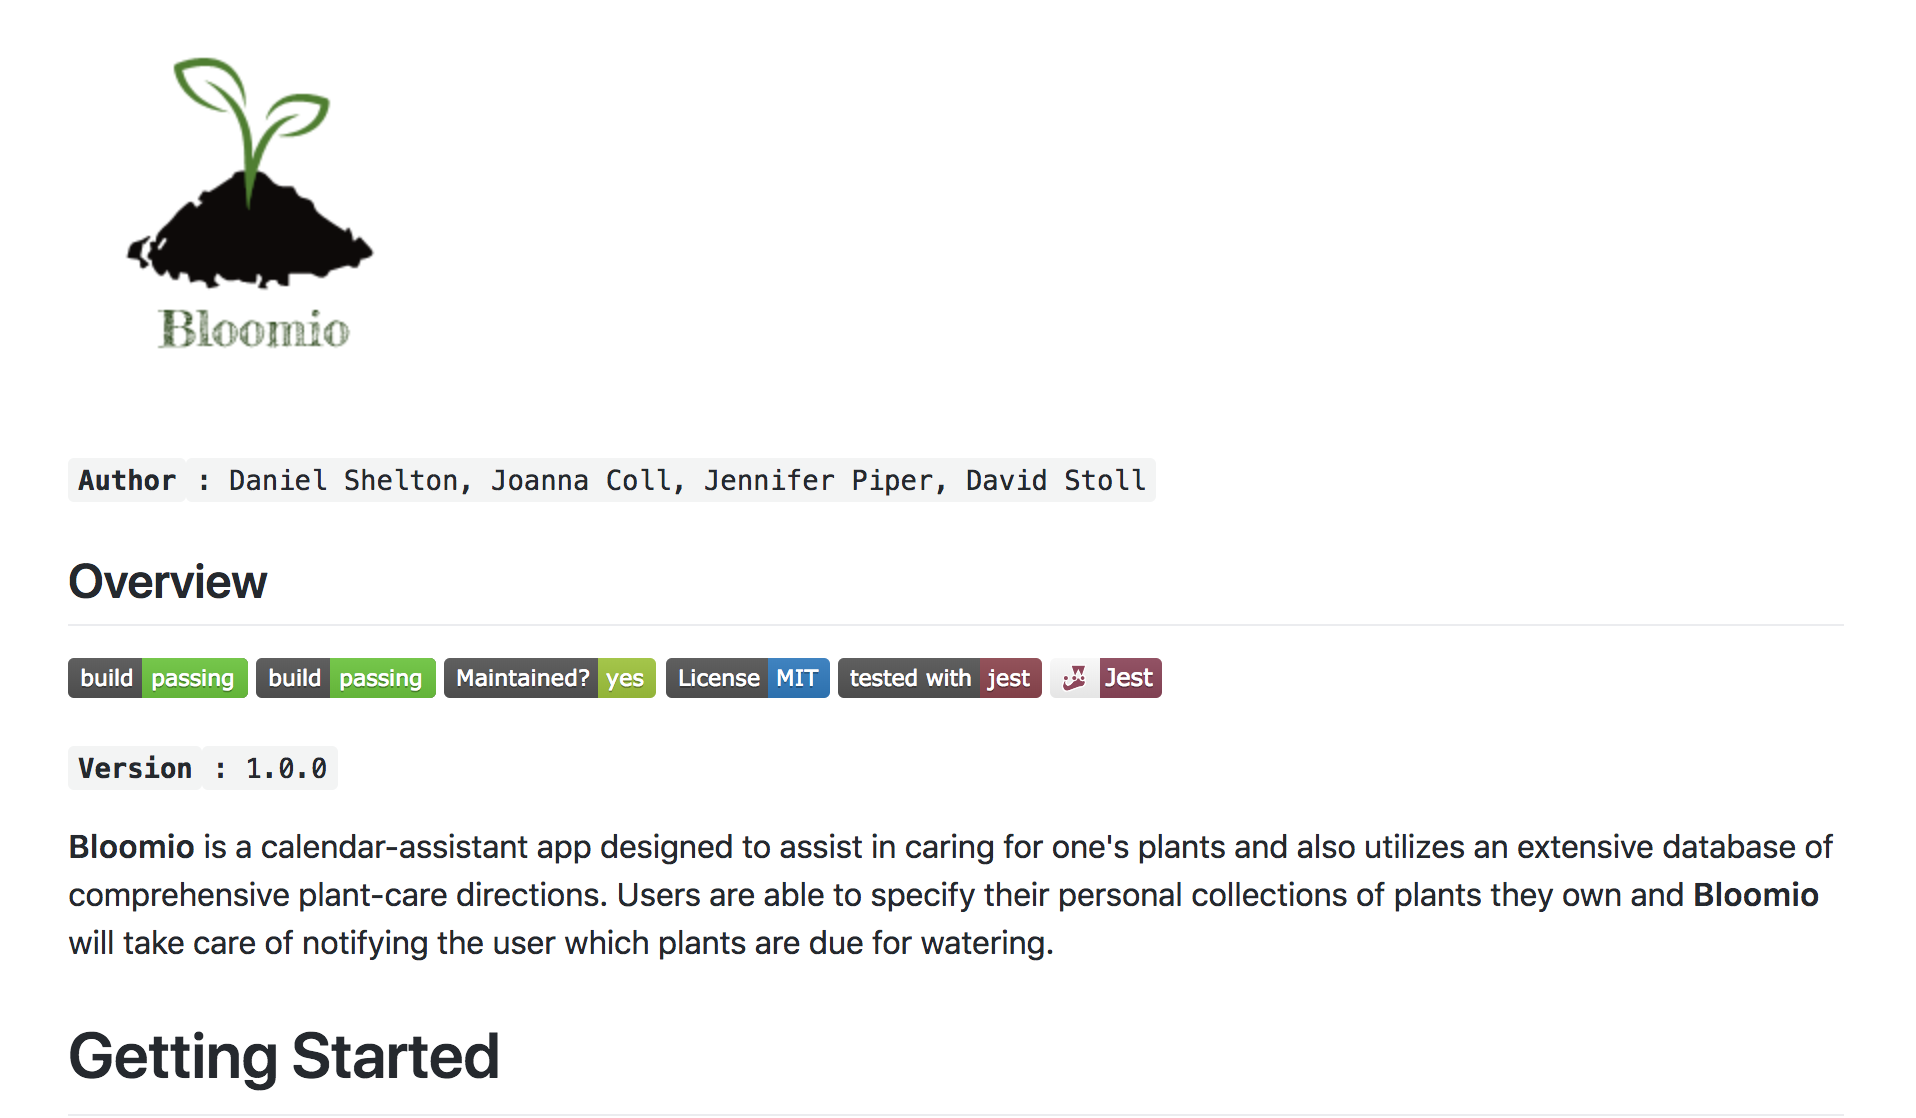 Bloomio
Author : Daniel Shelton, Joanna Coll, Jennifer Piper, David Stoll
Overview
build passing build passing Maintained? yes License MIT tested with jest Jest
Version : 1.0.0
Bloomio is a calendar-assistant app designed to assist in caring for one's plants and also utilizes an extensive database of
comprehensive plant-care directions. Users are able to specify their personal collections of plants they own and Bloomio
will take care of notifying the user which plants are due for watering.
Getting Started